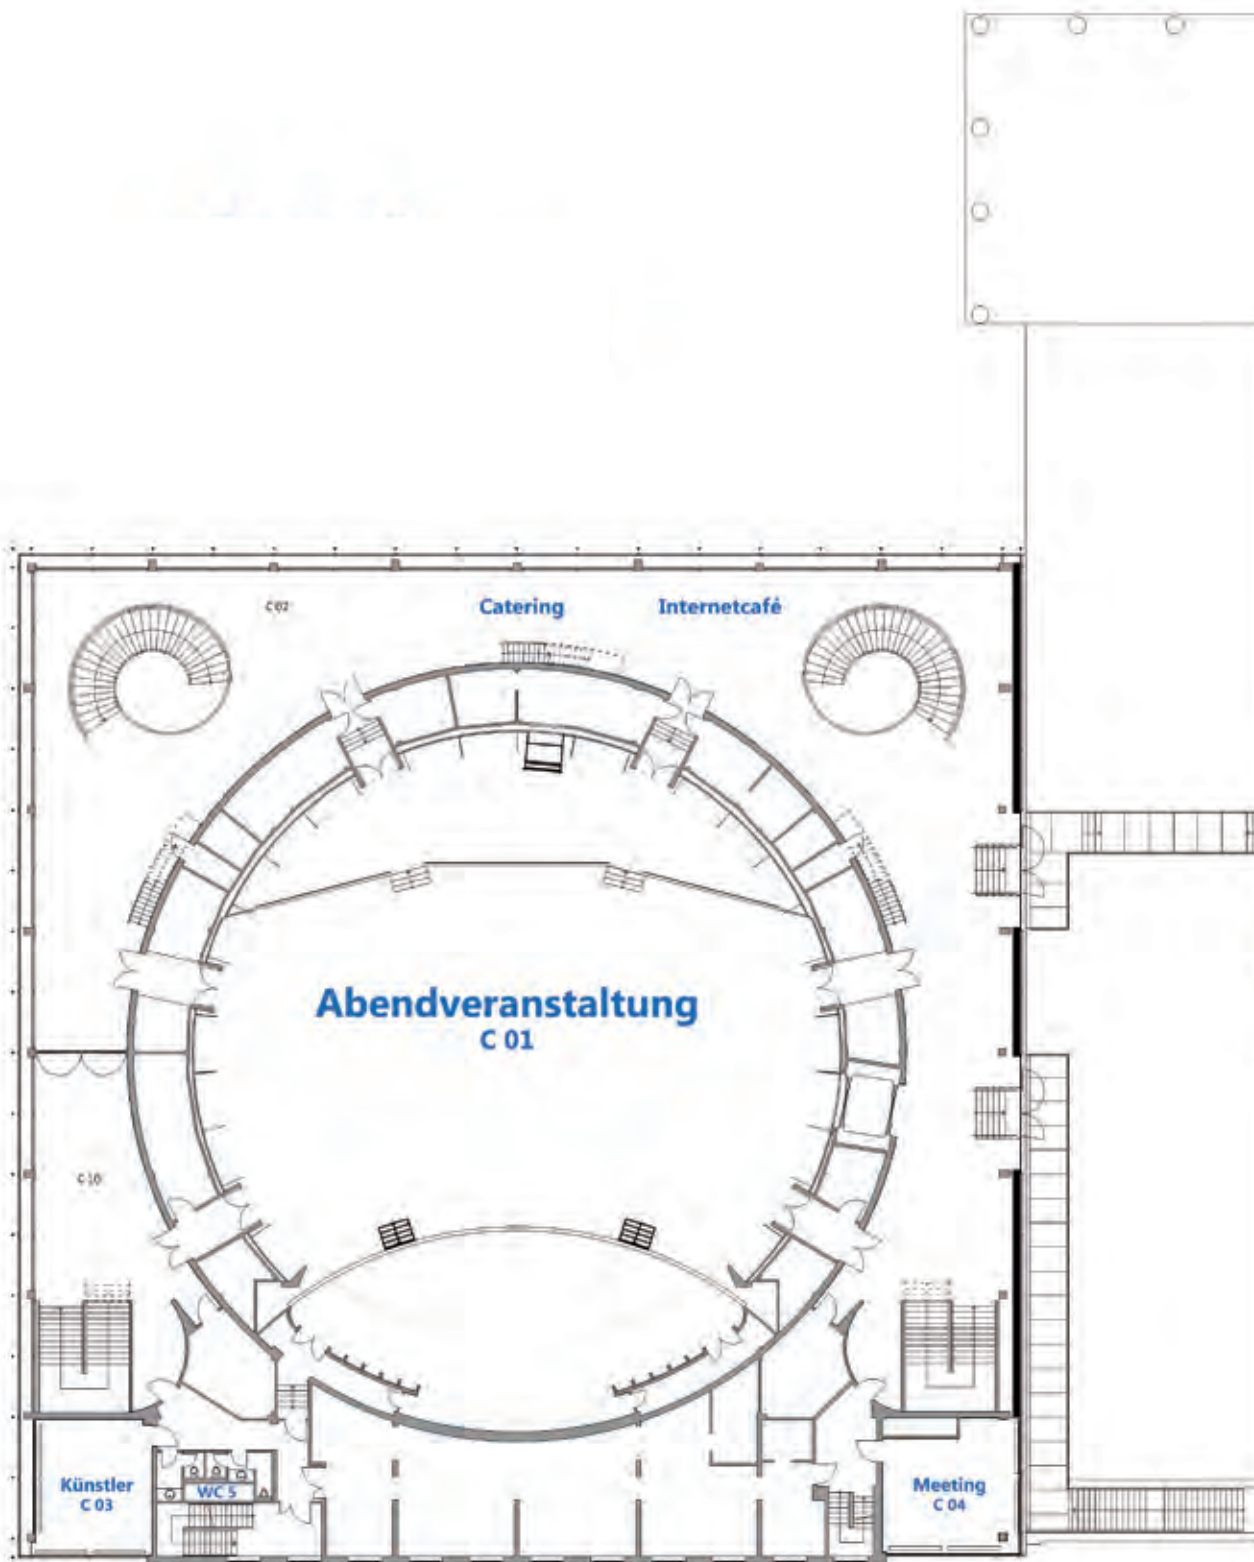 C 02
Catering
Internetcafé
Abendveranstaltung
C 01
C 10
Künstler
C 03
WC 5
Meeting
C 04